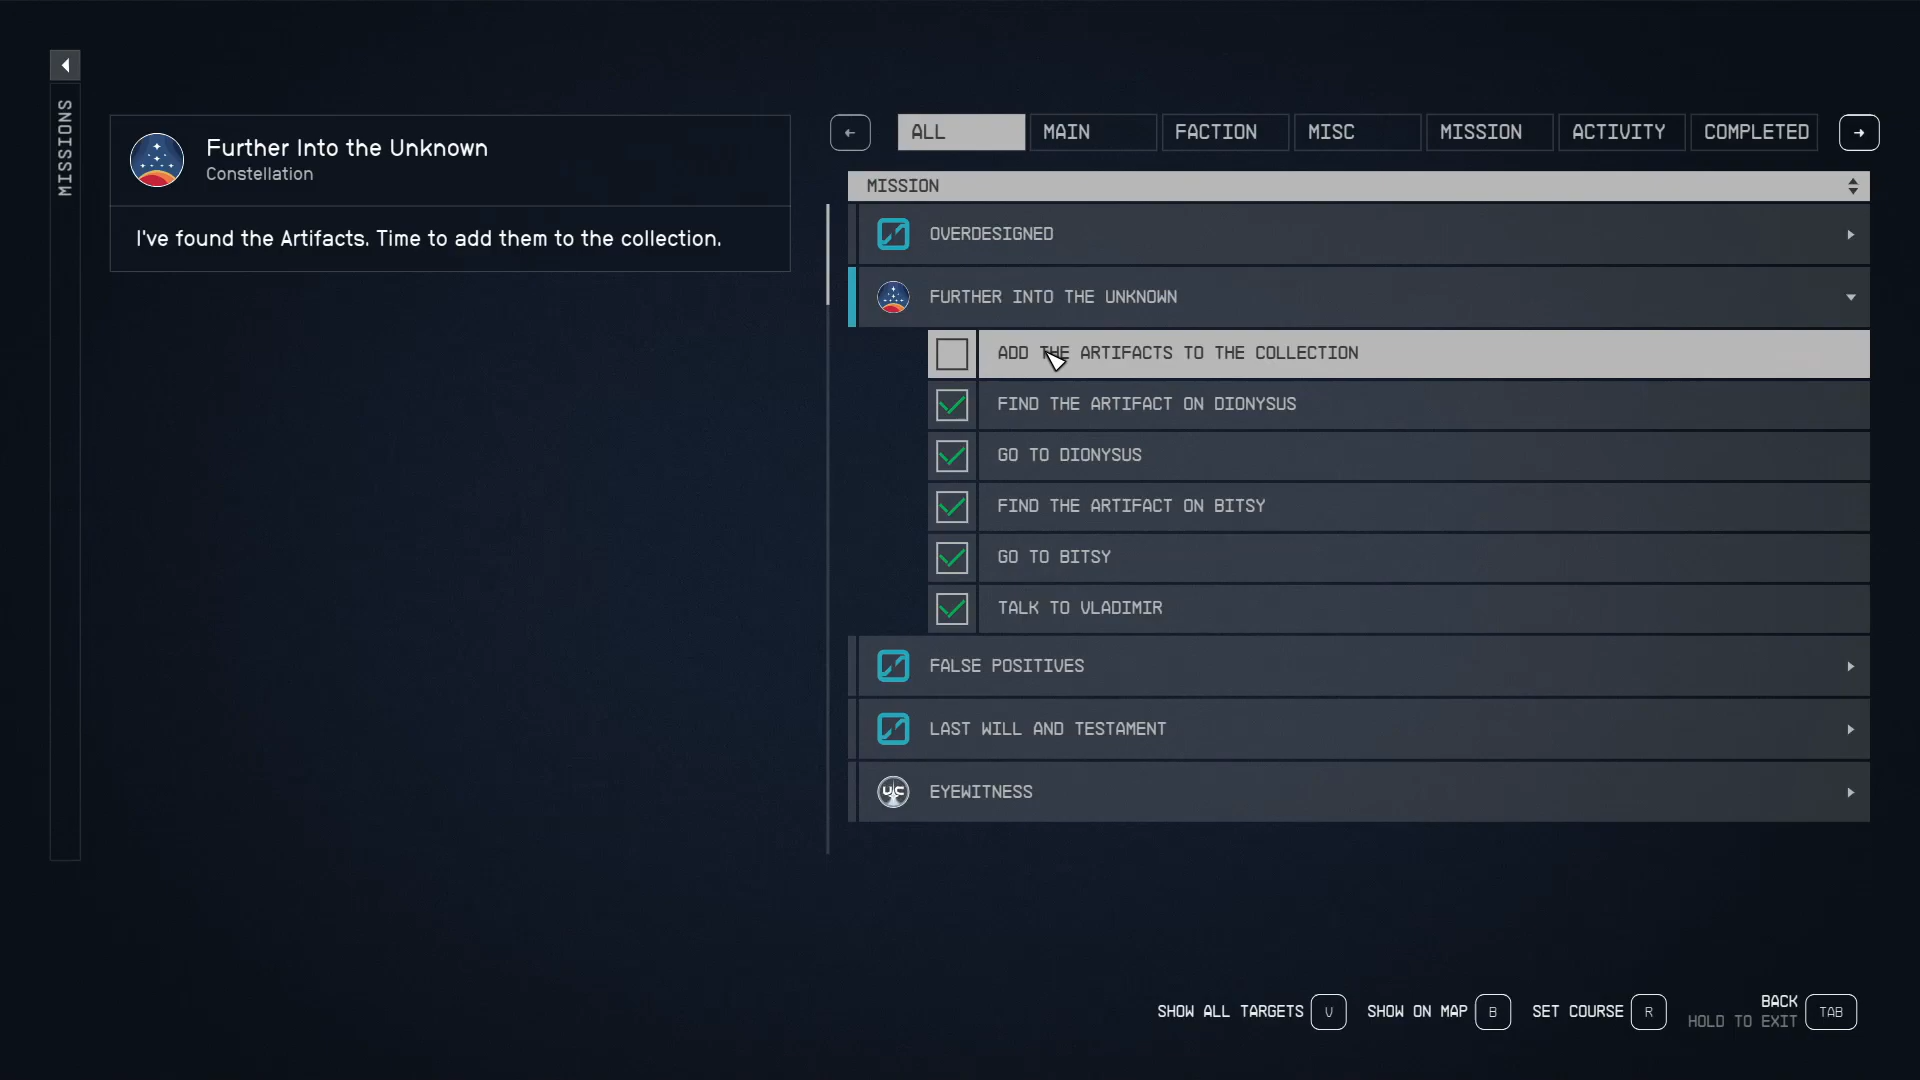 MISSIONS
Further Into the Unknown
Constellation
I've found the Artifacts. Time to add them to the collection.
ALL
MAIN
FACTION
MISC
MISSION
ACTIVITY
COMPLETED
MISSION
OVERDESIGNED
FURTHER INTO THE UNKNOWN
ADD THE ARTIFACTS TO THE COLLECTION
FIND THE ARTIFACT ON DIONYSUS
GO TO DIONYSUS
FIND THE ARTIFACT ON BITSY
GO TO BITSY
TALK TO VLADIMIR
FALSE POSITIVES
LAST WILL AND TESTAMENT
UC
EYEWITNESS
SHOW ALL TARGETS V
SHOW ON MAP B
SET COURSE R
BACK
HOLD TO EXIT
TAB